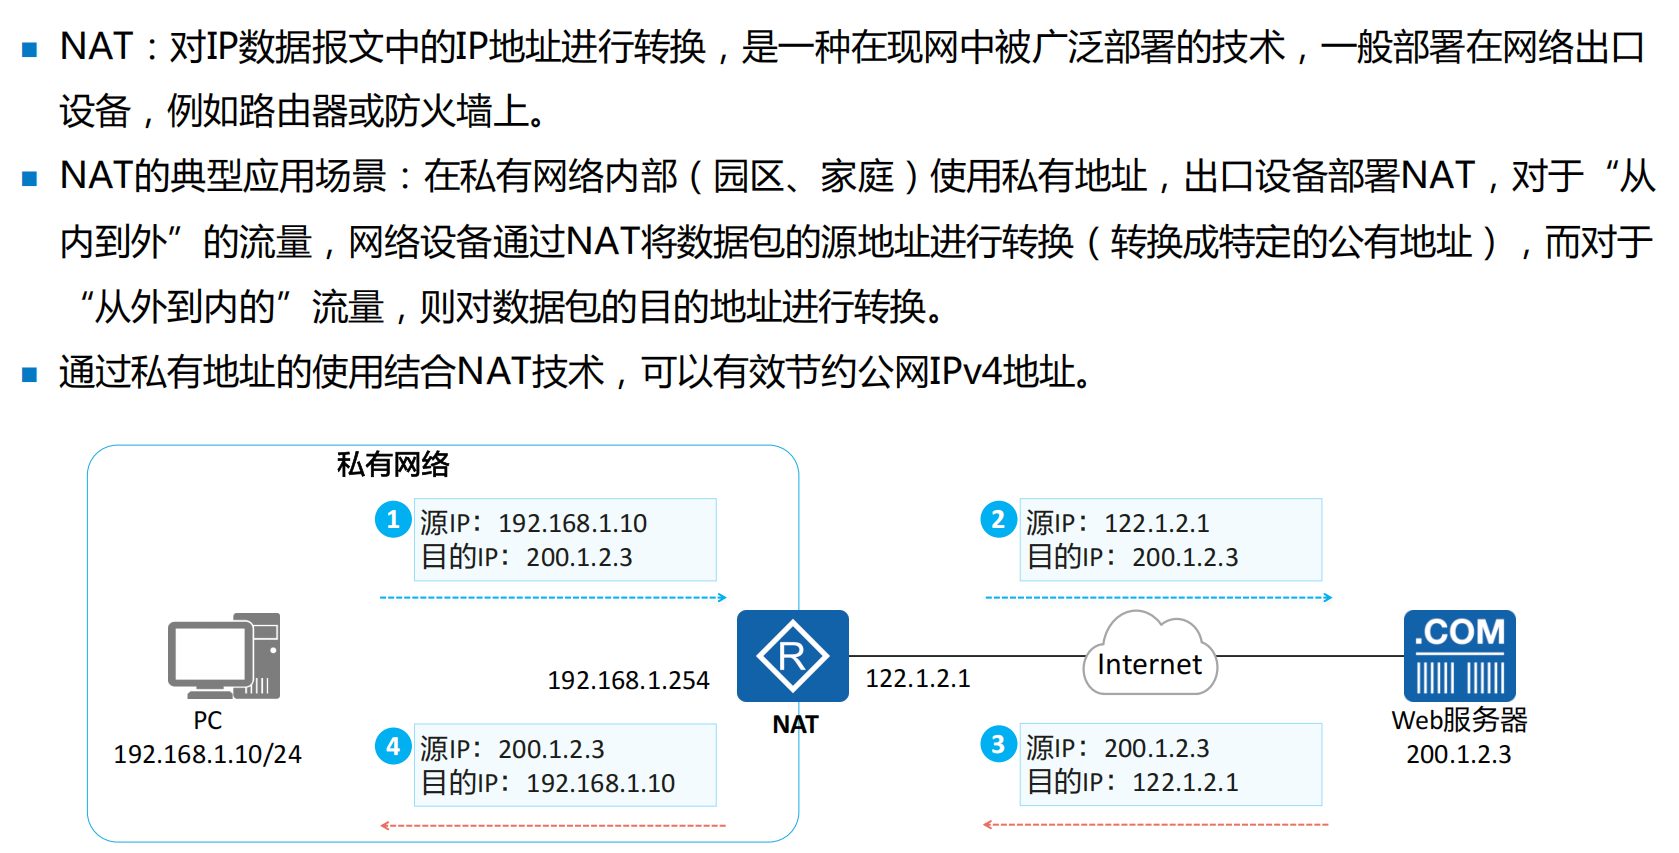 NAT：对IP数据报文中的IP地址进行转换，是一种在现网中被广泛部署的技术，一般部署在网络出口
设备，例如路由器或防火墙上。
NAT的典型应用场景：在私有网络内部（园区、家庭）使用私有地址，出口设备部署NAT，对于“从
内到外”的流量，网络设备通过NAT将数据包的源地址进行转换（转换成特定的公有地址），而对于
“从外到内的”流量，则对数据包的目的地址进行转换。
通过私有地址的使用结合NAT技术，可以有效节约公网IPv4地址。
私有网络
1
源IP：192.168.1.10
目的IP：200.1.2.3
2
源IP：122.1.2.1
目的IP：200.1.2.3
PC
192.168.1.10/24
192.168.1.254
R
NAT
122.1.2.1
Internet
.COM
Web服务器
200.1.2.3
4
源IP：200.1.2.3
目的IP：192.168.1.10
3
源IP：200.1.2.3
目的IP：122.1.2.1